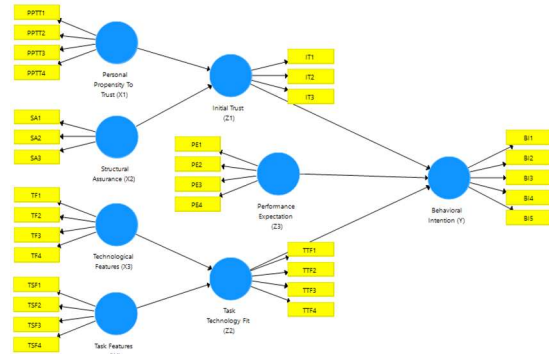 PPTT1
PPTT2
PPTT3
PPTT4
Personal
Propensity To
Trust (X1)
SA1
SA2
SA3
Structural
Assurance (X2)
TF1
TF2
TF3
TF4
Technological
Features (X3)
TSF1
TSF2
TSF3
TSF4
Task Features
IT1
IT2
IT3
Initial Trust
(Z1)
PE1
PE2
PE3
PE4
Performance
Expectation
(Z3)
TTF1
TTF2
TTF3
TTF4
Task
Technology Fit
(Z2)
BI1
BI2
BI3
BI4
BI5
Behavioral
Intention (Y)